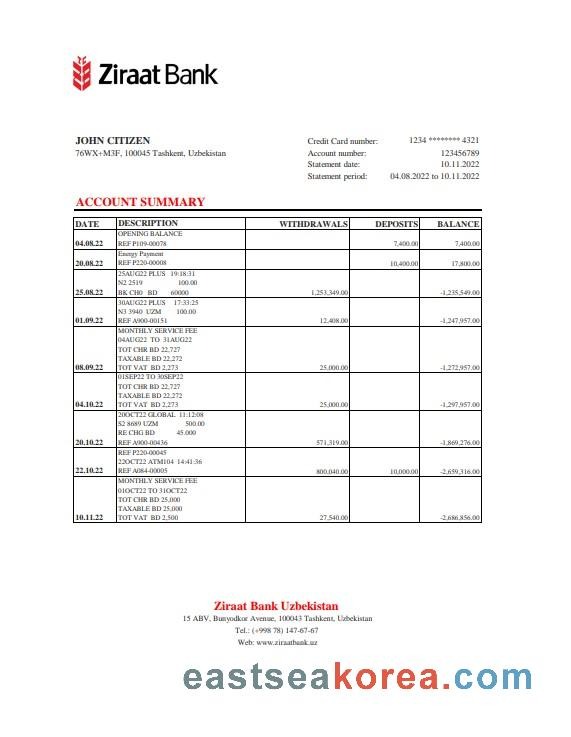 Ziraat Bank
JOHN CITIZEN
76WX+M3F, 100045 Tashkent, Uzbekistan
Credit Card number: 1234 ******** 4321
Account number: 123456789
Statement date: 10.11.2022
Statement period: 04.08.2022 to 10.11.2022
ACCOUNT SUMMARY
DATE DESCRIPTION WITHDRAWALS DEPOSITS BALANCE
OPENING BALANCE
04.08.22 REF P109-00078 7,400.00 7,400.00
Energy Payment
20.08.22 REF P220-00008 10,400.00 17,800.00
25AUG22 PLUS 19:18:31
N2 2519 100.00
25.08.22 BK CH0 BD 60000 1,253,349.00 -1,235,549.00
30AUG22 PLUS 17:33:25
N3 3940 UZM 100.00
01.09.22 REF A900-00151 12,408.00 -1,247,957.00
MONTHLY SERVICE FEE
04AUG22 TO 31AUG22
TOT CHR BD 22,727
TAXABLE BD 22,272
08.09.22 TOT VAT BD 2,273 25,000.00 -1,272,957.00
01SEP22 TO 30SEP22
TOT CHR BD 22,727
TAXABLE BD 22,272
04.10.22 TOT VAT BD 2,273 25,000.00 -1,297,957.00
20OCT22 GLOBAL 11:12:08
S2 8689 UZM 500.00
RE CHG BD 45.000
20.10.22 REF A900-00436 571,319.00 -1,869,276.00
REF P220-00045
22OCT22 ATM104 14:41:36
22.10.22 REF A084-00005 800,040.00 10,000.00 -2,659,316.00
MONTHLY SERVICE FEE
01OCT22 TO 31OCT22
TOT CHR BD 25,000
TAXABLE BD 25,000
10.11.22 TOT VAT BD 2,500 27,540.00 -2,686,856.00
Ziraat Bank Uzbekistan
15 ABV, Bunyodkor Avenue, 100043 Tashkent, Uzbekistan
Tel.: (+998 78) 147-67-67
Web: www.ziraatbank.uz
eastseakorea.com